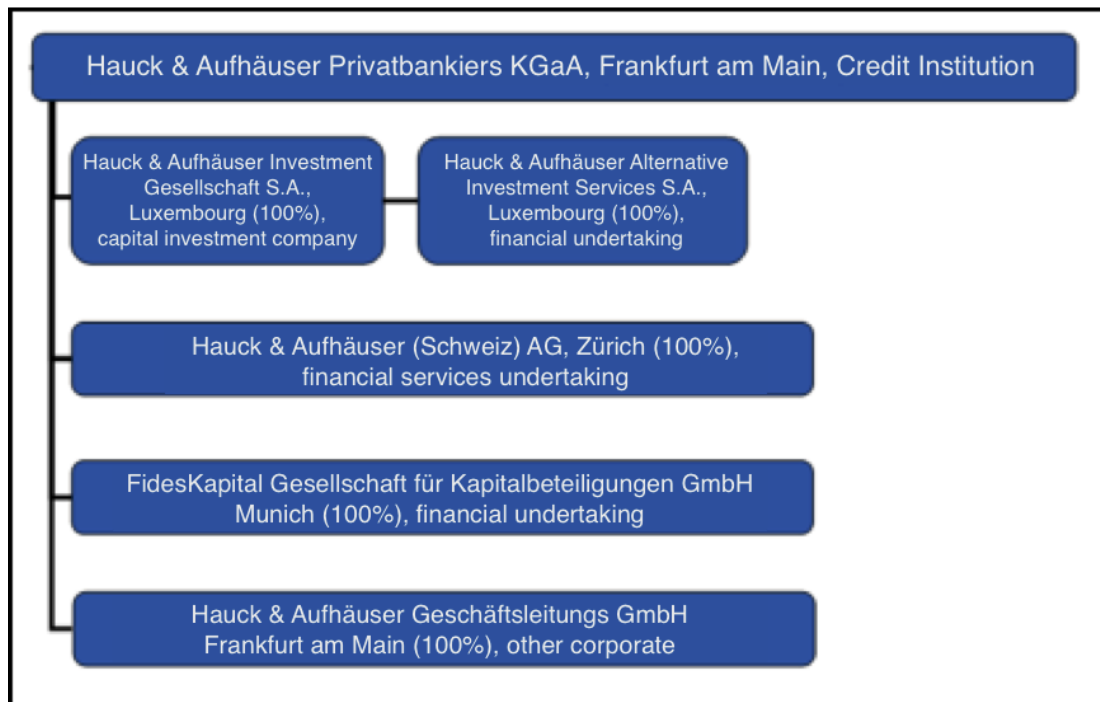 Hauck & Aufhäuser Privatbankiers KGaA, Frankfurt am Main, Credit Institution
Hauck & Aufhäuser Investment
Gesellschaft S.A.,
Luxembourg (100%),
capital investment company
Hauck & Aufhäuser Alternative
Investment Services S.A.,
Luxembourg (100%),
financial undertaking
Hauck & Aufhäuser (Schweiz) AG, Zürich (100%),
financial services undertaking
FidesKapital Gesellschaft für Kapitalbeteiligungen GmbH
Munich (100%), financial undertaking
Hauck & Aufhäuser Geschäftsleitungs GmbH
Frankfurt am Main (100%), other corporate